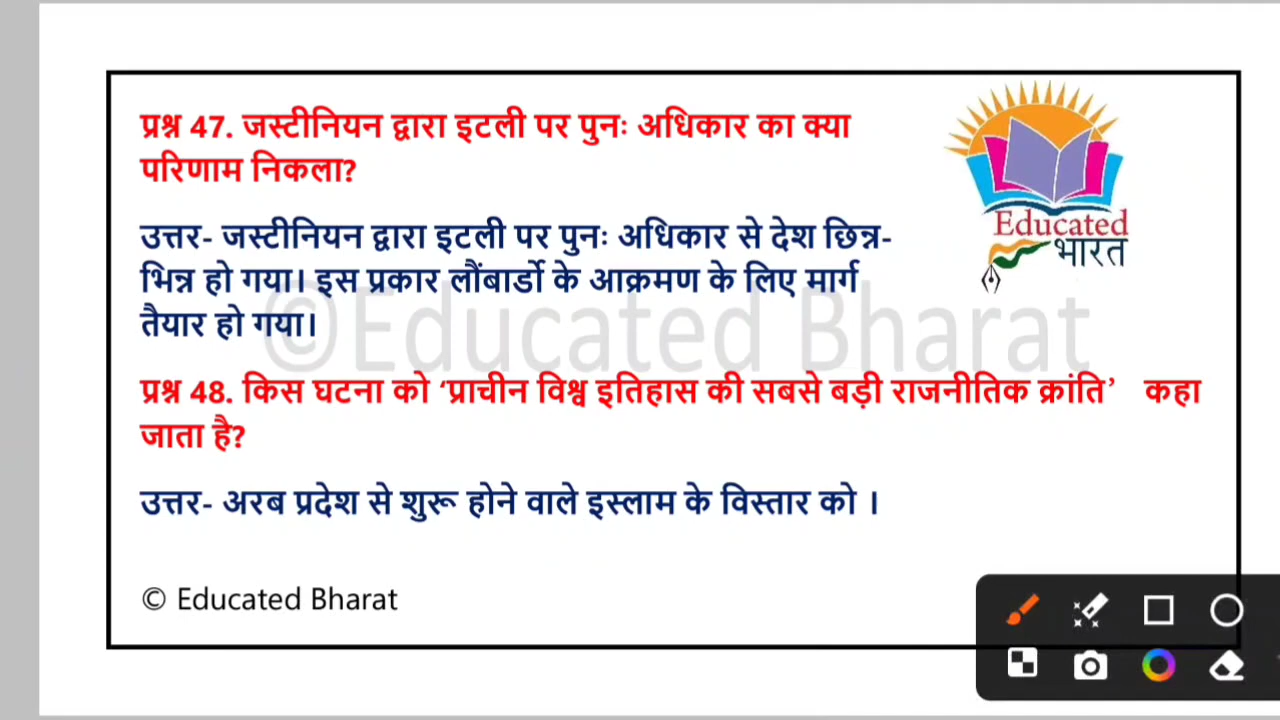 प्रश्न 47. जस्टीनियन द्वारा इटली पर पुनः अधिकार का क्या
परिणाम निकला?
Educated
भारत
उत्तर- जस्टीनियन द्वारा इटली पर पुनः अधिकार से देश छिन्न-
भिन्न हो गया। इस प्रकार लौंबार्डो के आक्रमण के लिए मार्ग
तैयार हो गया।
©Educated Bharat
प्रश्न 48. किस घटना को ‘प्राचीन विश्व इतिहास की सबसे बड़ी राजनीतिक क्रांति’ कहा
जाता है?
उत्तर- अरब प्रदेश से शुरू होने वाले इस्लाम के विस्तार को ।
© Educated Bharat